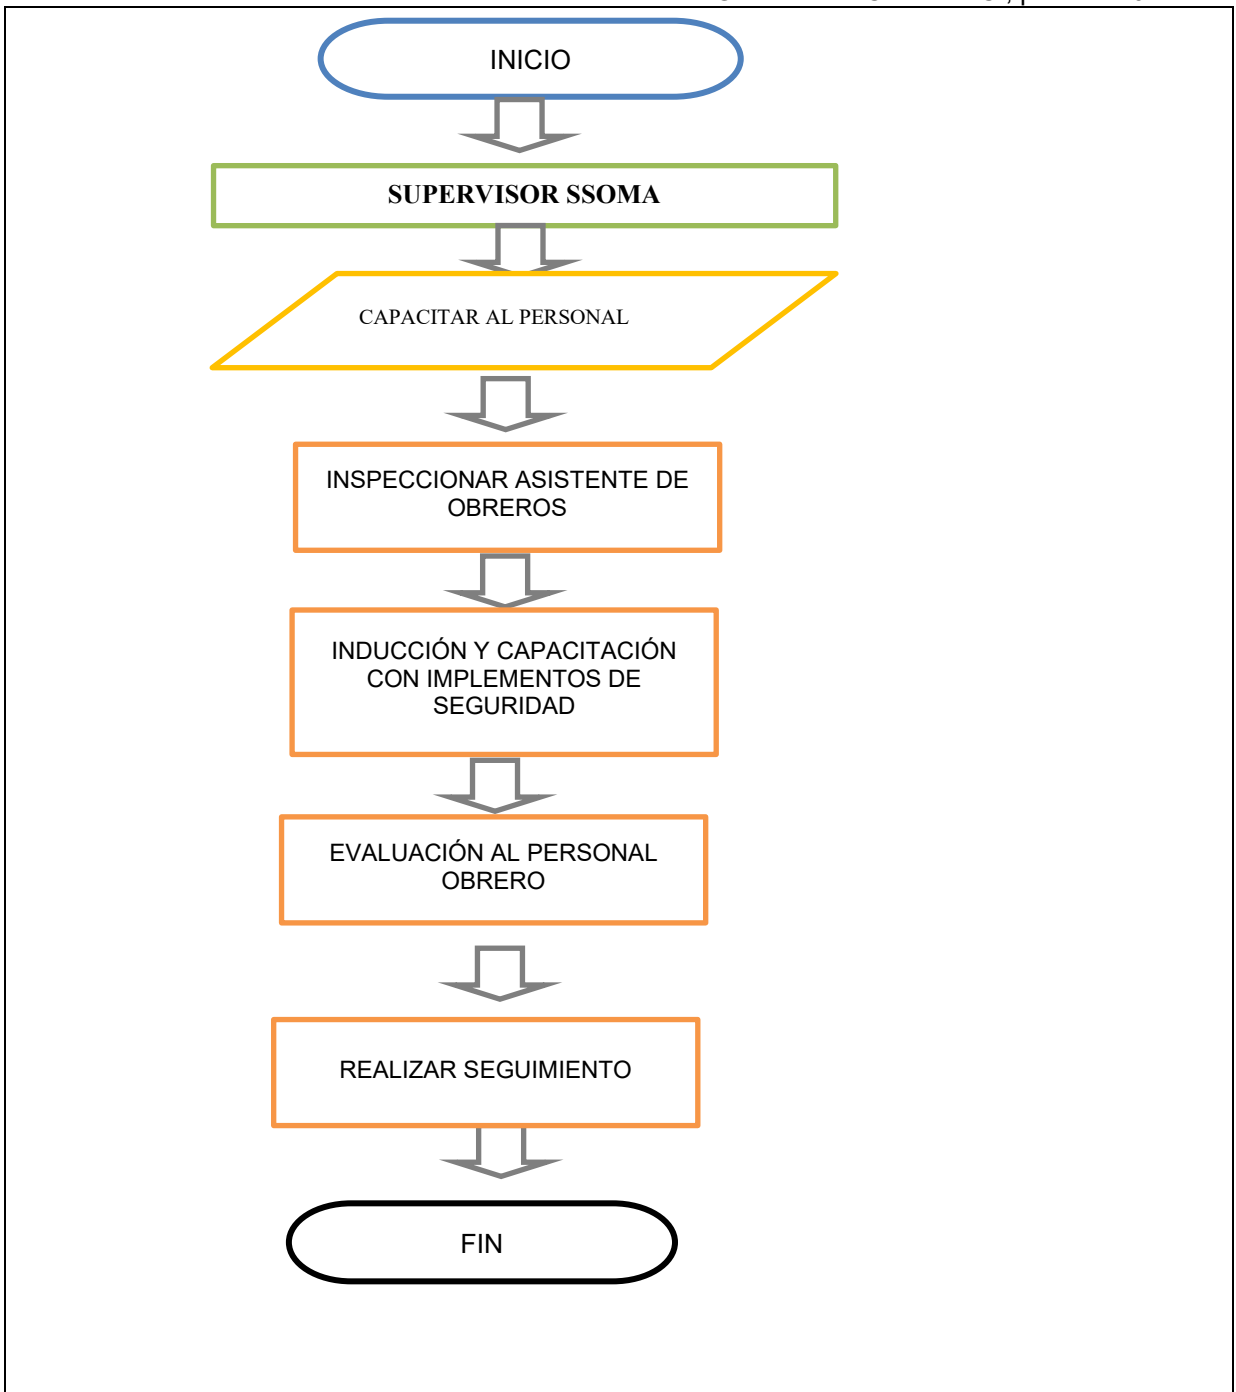 INICIO
SUPERVISOR SSOMA
CAPACITAR AL PERSONAL
INSPECCIONAR ASISTENTE DE
OBREROS
INDUCCIÓN Y CAPACITACIÓN
CON IMPLEMENTOS DE
SEGURIDAD
EVALUACIÓN AL PERSONAL
OBRERO
REALIZAR SEGUIMIENTO
FIN